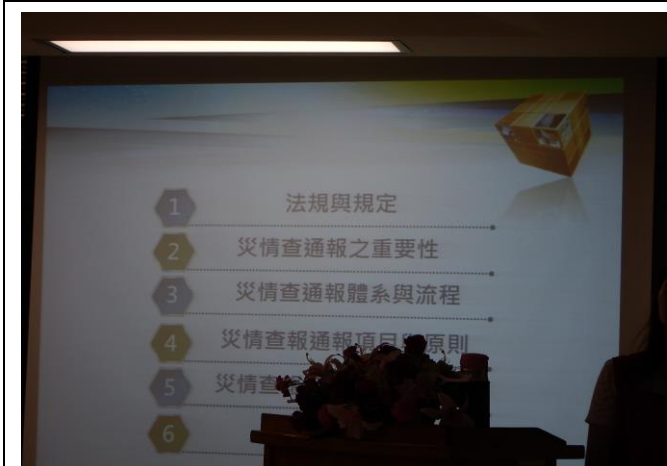 1 法規與規定
2 災情查通報之重要性
3 災情查通報體系與流程
4 災情查報通報項目與原則
5 災情查
6